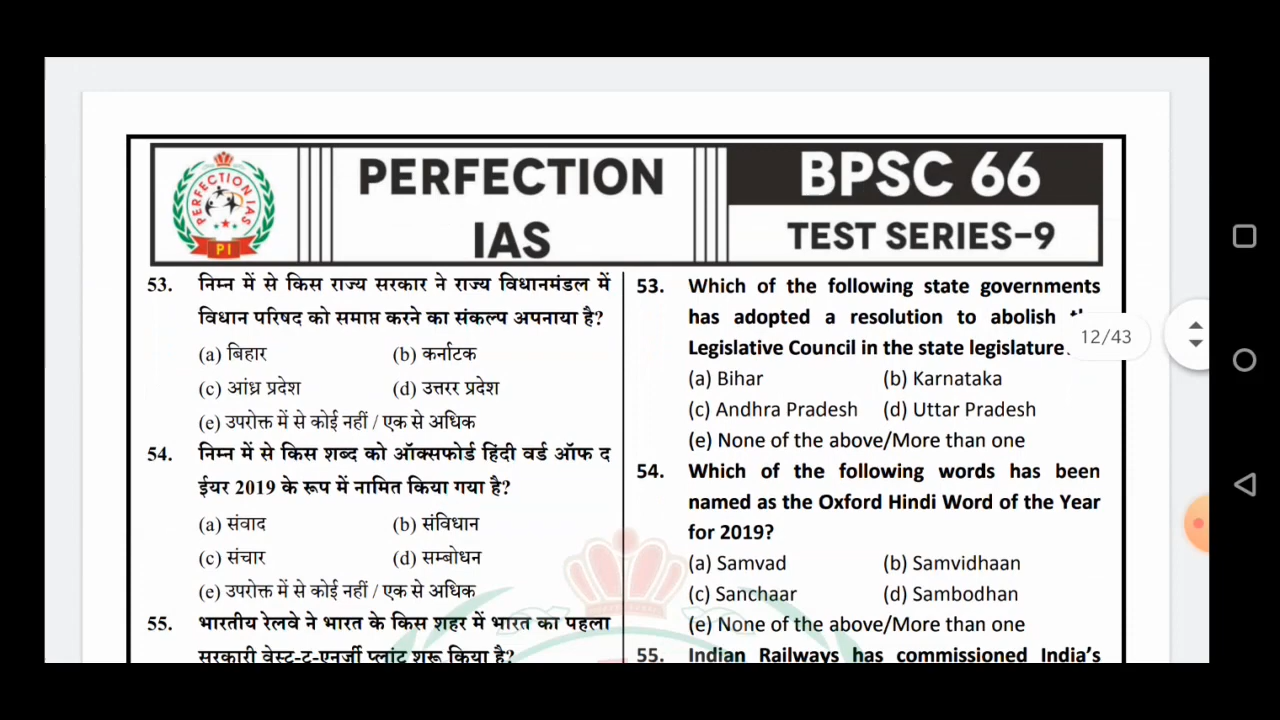 PERFECTION
IAS
BPSC 66
TEST SERIES-9
PERFECTION IAS
PI
53. निम्न में से किस राज्य सरकार ने राज्य विधानमंडल में
विधान परिषद को समाप्त करने का संकल्प अपनाया है?
(a) बिहार (b) कर्नाटक
(c) आंध्र प्रदेश (d) उत्तरर प्रदेश
(e) उपरोक्त में से कोई नहीं / एक से अधिक
54. निम्न में से किस शब्द को ऑक्सफोर्ड हिंदी वर्ड ऑफ द
ईयर 2019 के रूप में नामित किया गया है?
(a) संवाद (b) संविधान
(c) संचार (d) सम्बोधन
(e) उपरोक्त में से कोई नहीं / एक से अधिक
55. भारतीय रेलवे ने भारत के किस शहर में भारत का पहला
सरकारी वेस्ट-टू-एनर्जी प्लांट शुरू किया है?
53. Which of the following state governments
has adopted a resolution to abolish
Legislative Council in the state legislature
(a) Bihar (b) Karnataka
(c) Andhra Pradesh (d) Uttar Pradesh
(e) None of the above/More than one
54. Which of the following words has been
named as the Oxford Hindi Word of the Year
for 2019?
(a) Samvad (b) Samvidhaan
(c) Sanchaar (d) Sambodhan
(e) None of the above/More than one
55. Indian Railways has commissioned India's
12/43